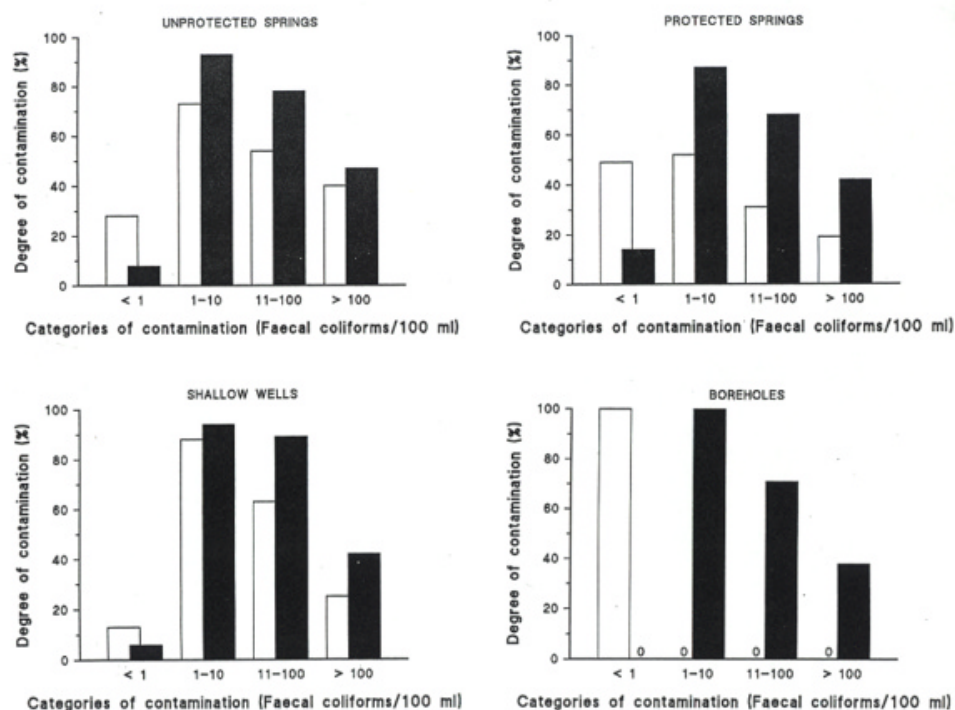 UNPROTECTED SPRINGS
Degree of contamination (%)
100
80
60
40
20
0
< 1 1-10 11-100 > 100
Categories of contamination (Faecal coliforms/100 ml)
PROTECTED SPRINGS
Degree of contamination (%)
100
80
60
40
20
0
< 1 1-10 11-100 > 100
Categories of contamination (Faecal coliforms/100 ml)
SHALLOW WELLS
Degree of contamination (%)
100
80
60
40
20
0
< 1 1-10 11-100 > 100
Categories of contamination (Faecal coliforms/100 ml)
BOREHOLES
Degree of contamination (%)
100
80
60
40
20
0
0 0 0 0
< 1 1-10 11-100 > 100
Categories of contamination (Faecal coliforms/100 ml)